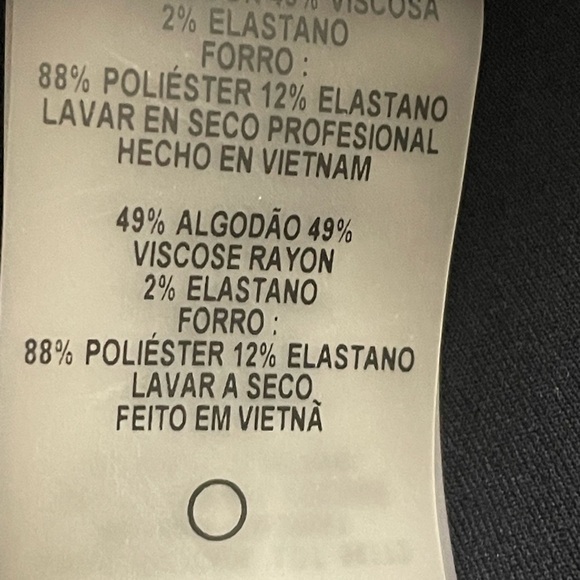 VISCOSA
2% ELASTANO
FORRO :
88% POLIÉSTER 12% ELASTANO
LAVAR EN SECO PROFESIONAL
HECHO EN VIETNAM
49% ALGODÃO 49%
VISCOSE RAYON
2% ELASTANO
FORRO :
88% POLIÉSTER 12% ELASTANO
LAVAR A SECO
FEITO EM VIETNÃ